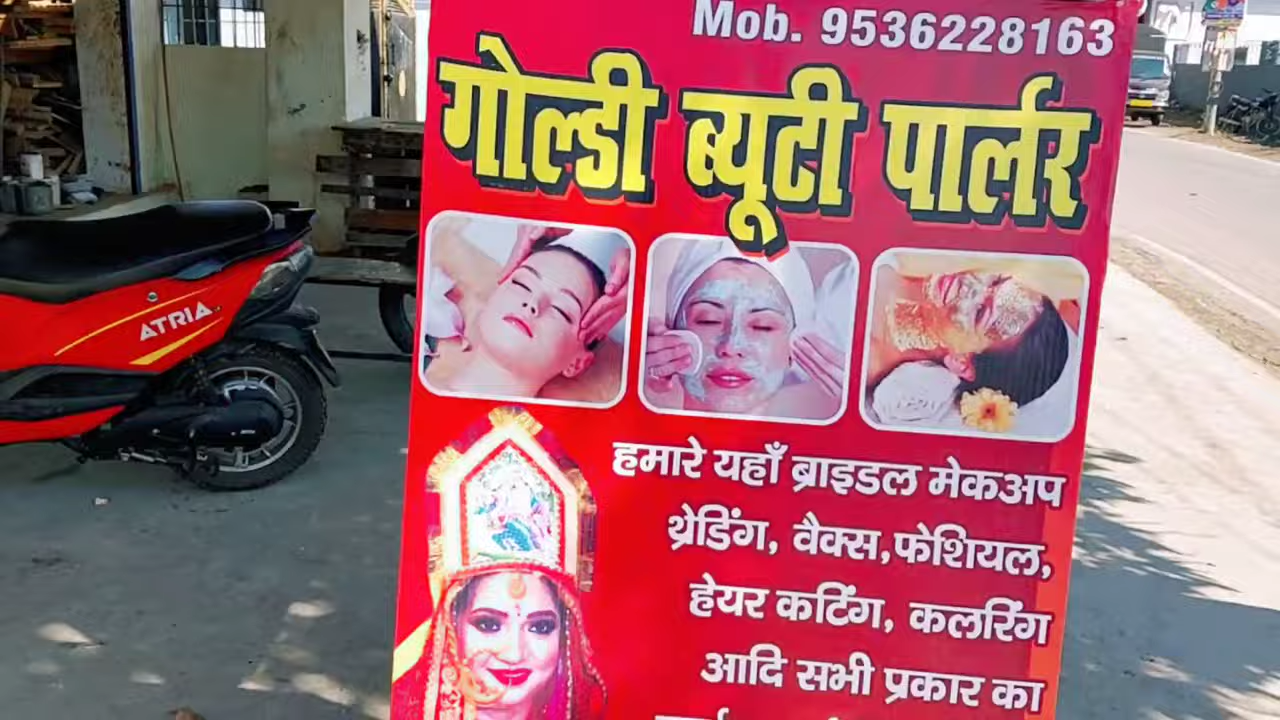 Mob. 9536228163
गोल्डी ब्यूटी पार्लर
ATRIA
हमारे यहाँ ब्राइडल मेकअप
थ्रेडिंग, वैक्स,फेशियल,
हेयर कटिंग, कलरिंग
आदि सभी प्रकार का